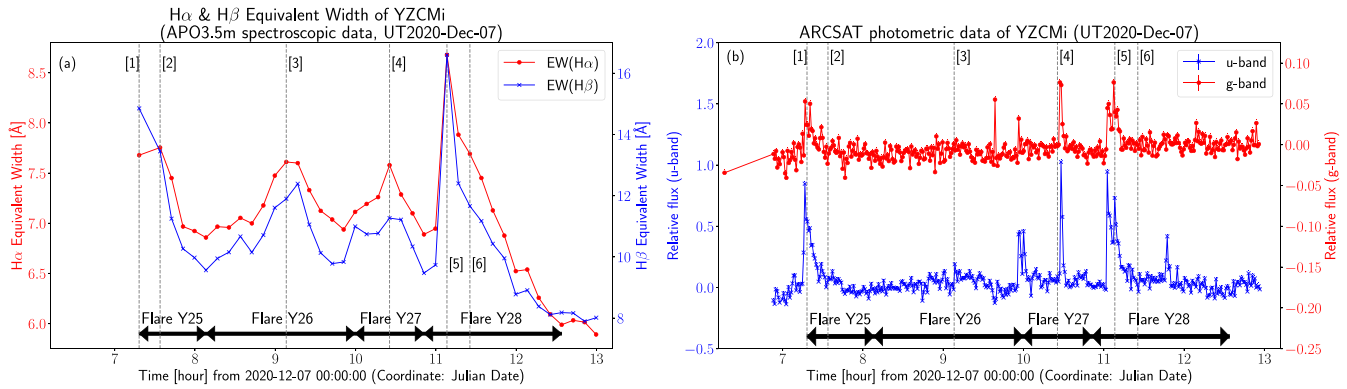 Hα & Hβ Equivalent Width of YZCMi
(APO3.5m spectroscopic data, UT2020-Dec-07)
(a)
[1]
[2]
[3]
[4]
[5]
[6]
EW(Hα)
EW(Hβ)
8.5
8.0
7.5
7.0
6.5
6.0
Hα Equivalent Width [Å]
16
14
12
10
8
Hβ Equivalent Width [Å]
Flare Y25
Flare Y26
Flare Y27
Flare Y28
7
8
9
10
11
12
13
Time [hour] from 2020-12-07 00:00:00 (Coordinate: Julian Date)
ARCSAT photometric data of YZCMi (UT2020-Dec-07)
(b)
[1]
[2]
[3]
[4]
[5]
[6]
u-band
g-band
2.0
1.5
1.0
0.5
0.0
−0.5
Relative flux (u-band)
0.10
0.05
0.00
−0.05
−0.10
−0.15
−0.20
−0.25
Relative flux (g-band)
Flare Y25
Flare Y26
Flare Y27
Flare Y28
7
8
9
10
11
12
13
Time [hour] from 2020-12-07 00:00:00 (Coordinate: Julian Date)